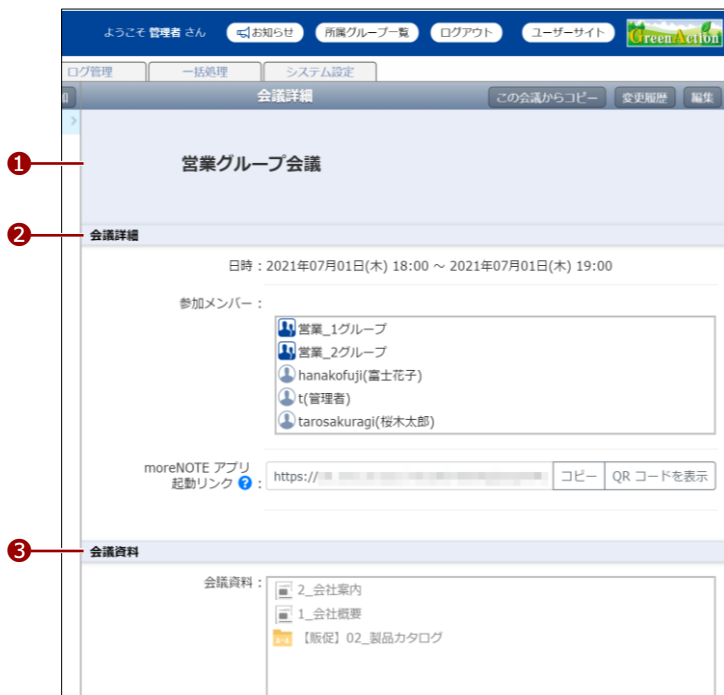 ようこそ 管理者 さん お知らせ 所属グループ一覧 ログアウト ユーザーサイト GreenAction
ログ管理 一括処理 システム設定
会議詳細 この会議からコピー 変更履歴 編集
❶ 営業グループ会議
❷ 会議詳細
日時 : 2021年07月01日(木) 18:00 ～ 2021年07月01日(木) 19:00
参加メンバー :
営業_1グループ
営業_2グループ
hanakofuji(富士花子)
t(管理者)
tarosakuragi(桜木太郎)
moreNOTE アプリ
起動リンク ? : https:// コピー QR コードを表示
❸ 会議資料
会議資料 : 2_会社案内
1_会社概要
【販促】02_製品カタログ